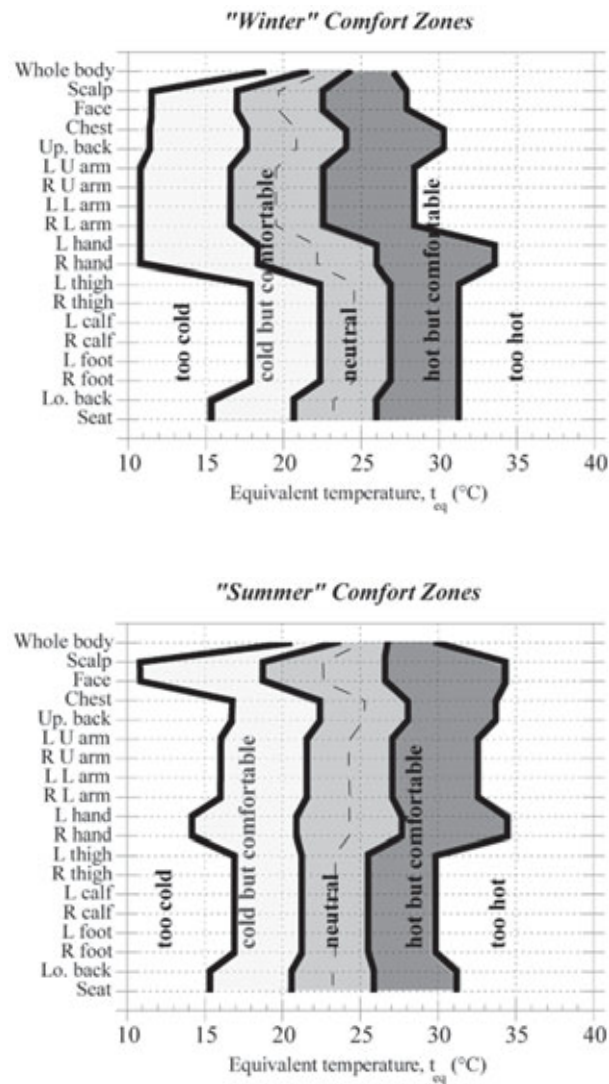 "Winter" Comfort Zones
Whole body
Scalp
Face
Chest
Up. back
L U arm
R U arm
L L arm
R L arm
L hand
R hand
L thigh
R thigh
L calf
R calf
L foot
R foot
Lo. back
Seat
too cold
cold but comfortable
neutral
hot but comfortable
too hot
10 15 20 25 30 35 40
Equivalent temperature, t_eq (°C)
"Summer" Comfort Zones
Whole body
Scalp
Face
Chest
Up. back
L U arm
R U arm
L L arm
R L arm
L hand
R hand
L thigh
R thigh
L calf
R calf
L foot
R foot
Lo. back
Seat
too cold
cold but comfortable
neutral
hot but comfortable
too hot
10 15 20 25 30 35 40
Equivalent temperature, t_eq (°C)